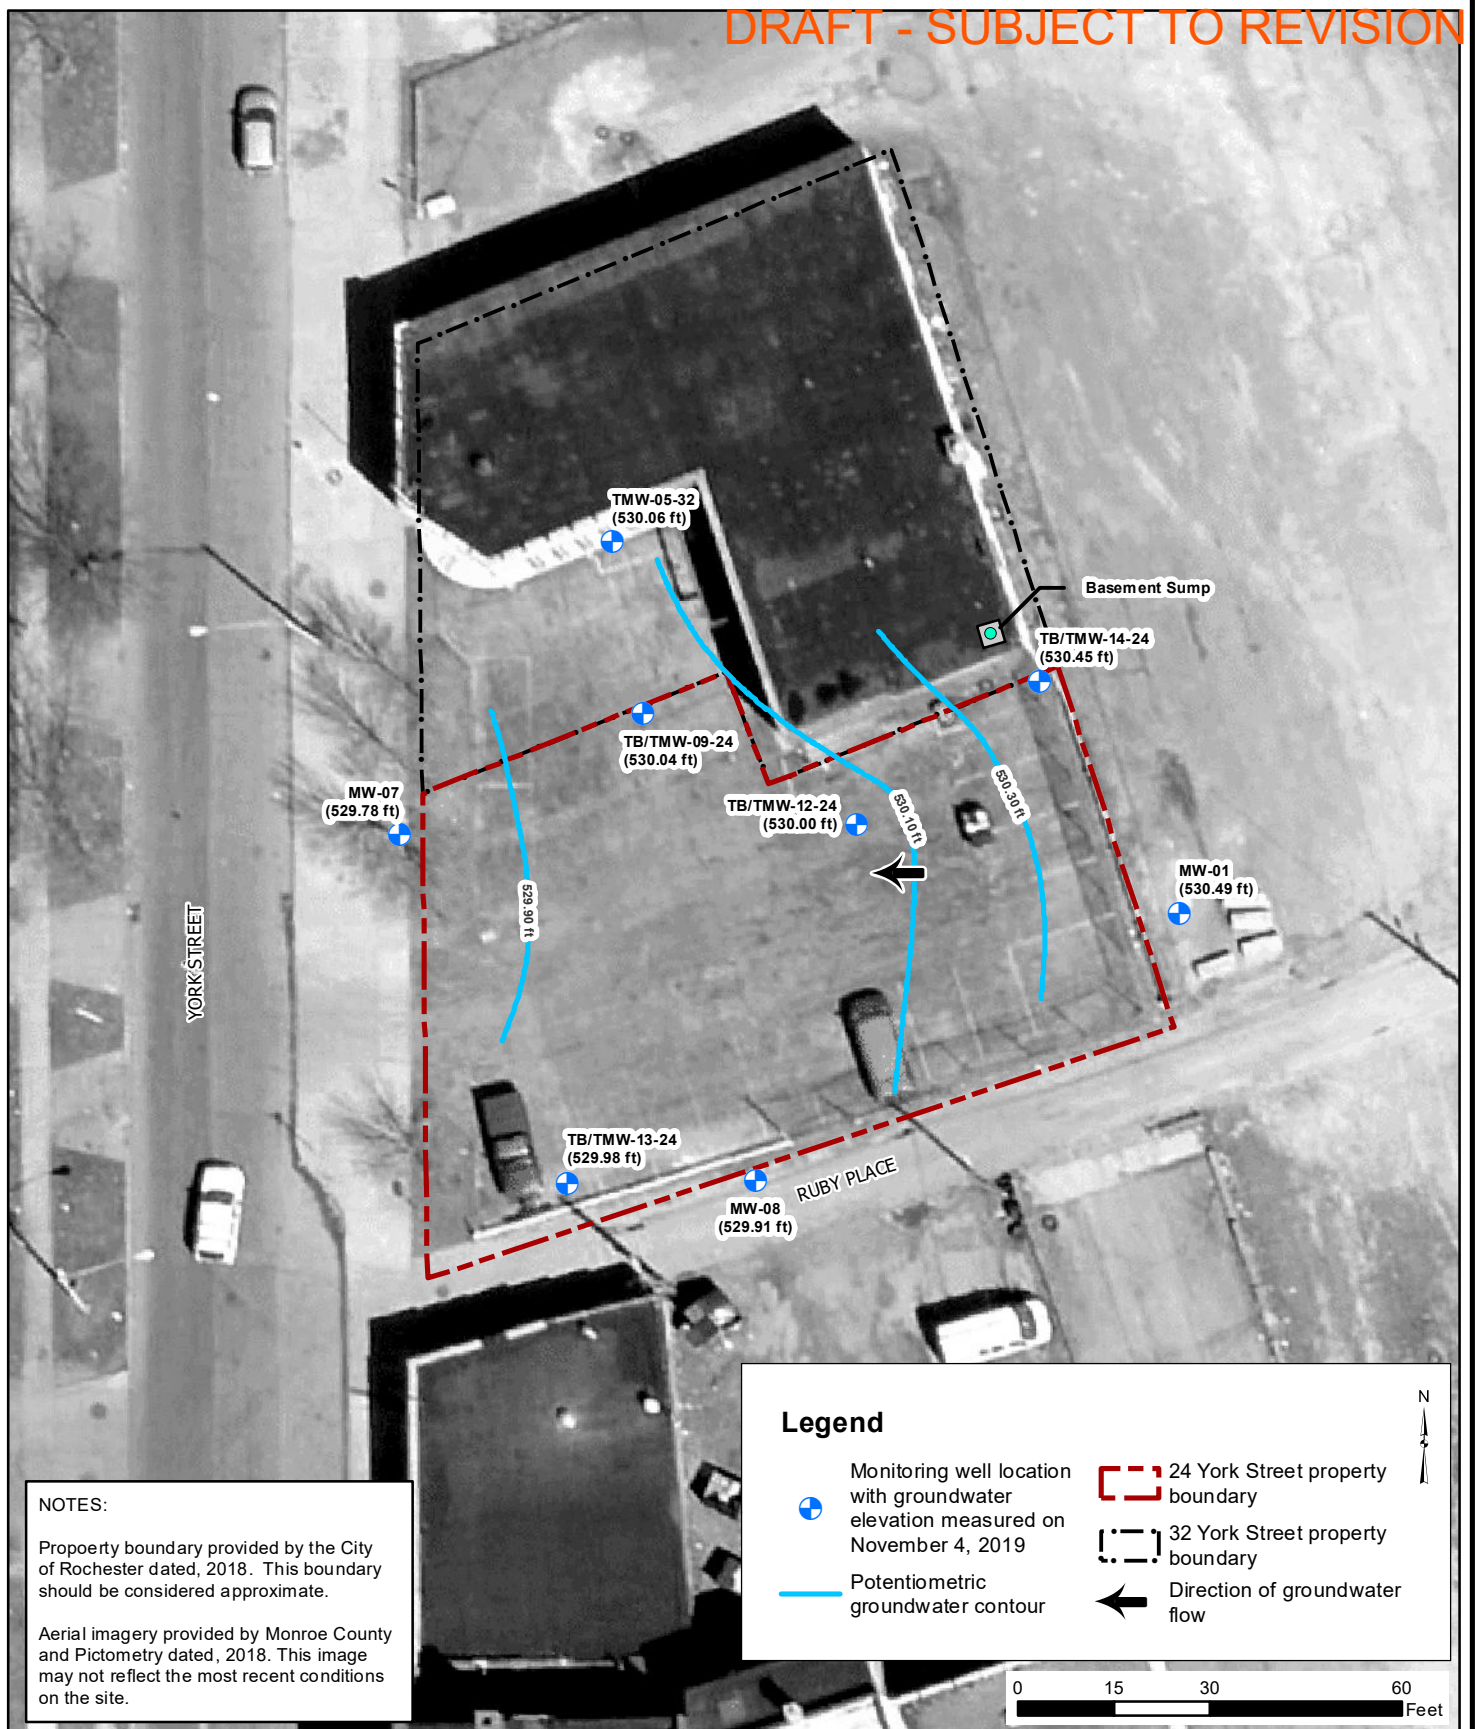 DRAFT - SUBJECT TO REVISION
TMW-05-32
(530.06 ft)
Basement Sump
TB/TMW-14-24
(530.45 ft)
TB/TMW-09-24
(530.04 ft)
MW-07
(529.78 ft)
TB/TMW-12-24
(530.00 ft)
530.10 ft
530.30 ft
MW-01
(530.49 ft)
529.90 ft
YORK STREET
TB/TMW-13-24
(529.98 ft)
MW-08
(529.91 ft)
RUBY PLACE
Legend
Monitoring well location
with groundwater
elevation measured on
November 4, 2019
Potentiometric
groundwater contour
24 York Street property
boundary
32 York Street property
boundary
Direction of groundwater
flow
N
NOTES:
Propoerty boundary provided by the City
of Rochester dated, 2018. This boundary
should be considered approximate.
Aerial imagery provided by Monroe County
and Pictometry dated, 2018. This image
may not reflect the most recent conditions
on the site.
0 15 30 60
Feet